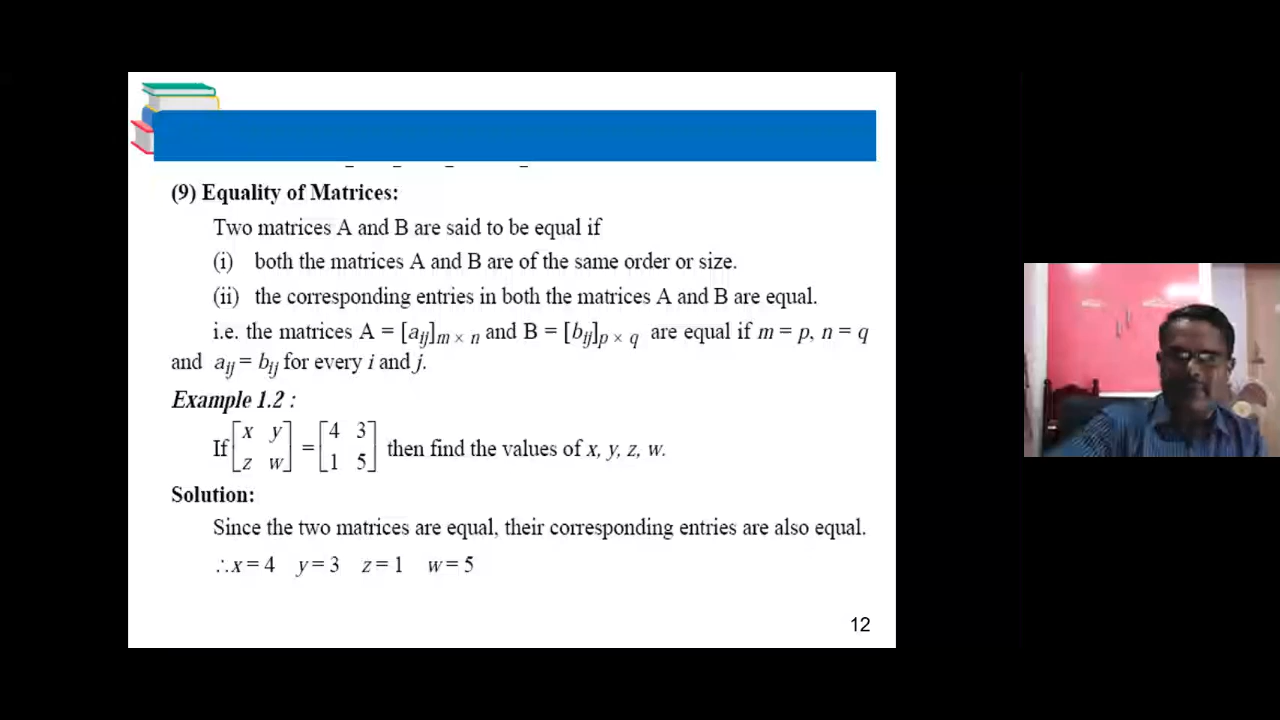 (9) Equality of Matrices:
Two matrices A and B are said to be equal if
(i) both the matrices A and B are of the same order or size.
(ii) the corresponding entries in both the matrices A and B are equal.
i.e. the matrices A = [aij]m × n and B = [bij]p × q are equal if m = p, n = q
and aij = bij for every i and j.
Example 1.2 :
If [x y; z w] = [4 3; 1 5] then find the values of x, y, z, w.
Solution:
Since the two matrices are equal, their corresponding entries are also equal.
∴x = 4 y = 3 z = 1 w = 5
12